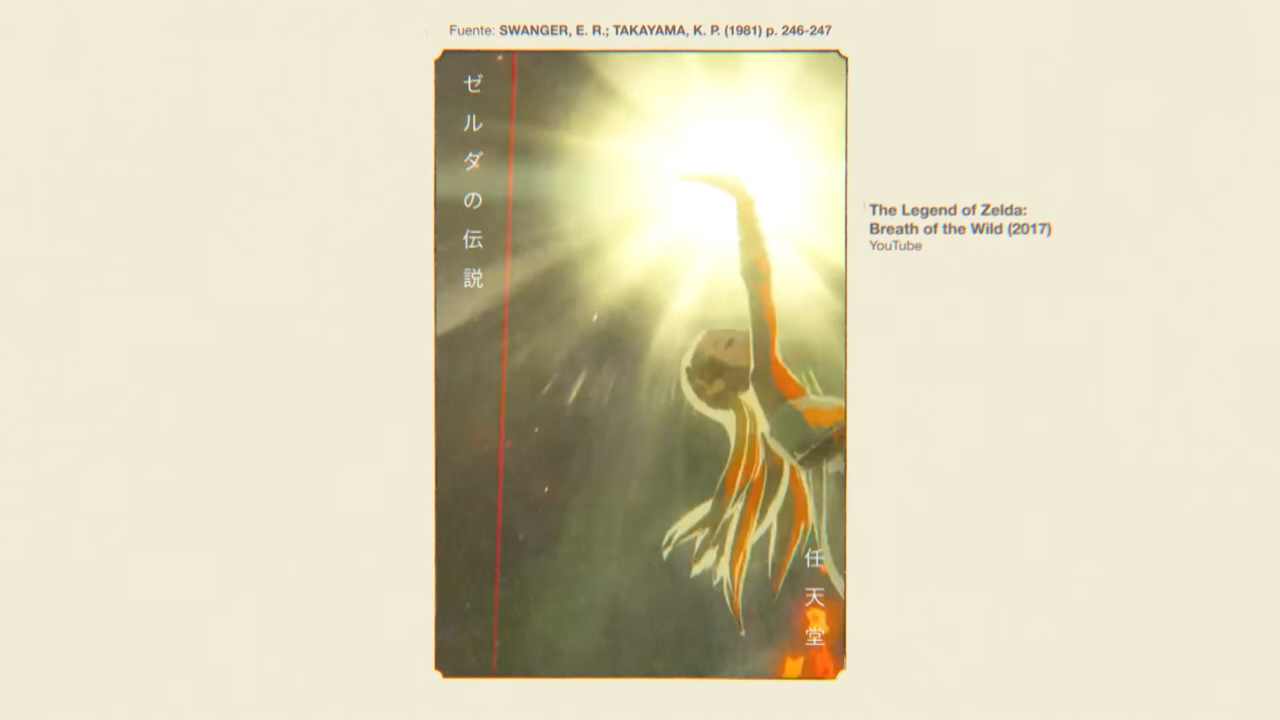 Fuente: SWANGER, E. R.; TAKAYAMA, K. P. (1981) p. 246-247
ゼルダの伝説
The Legend of Zelda:
Breath of the Wild (2017)
YouTube
任天堂